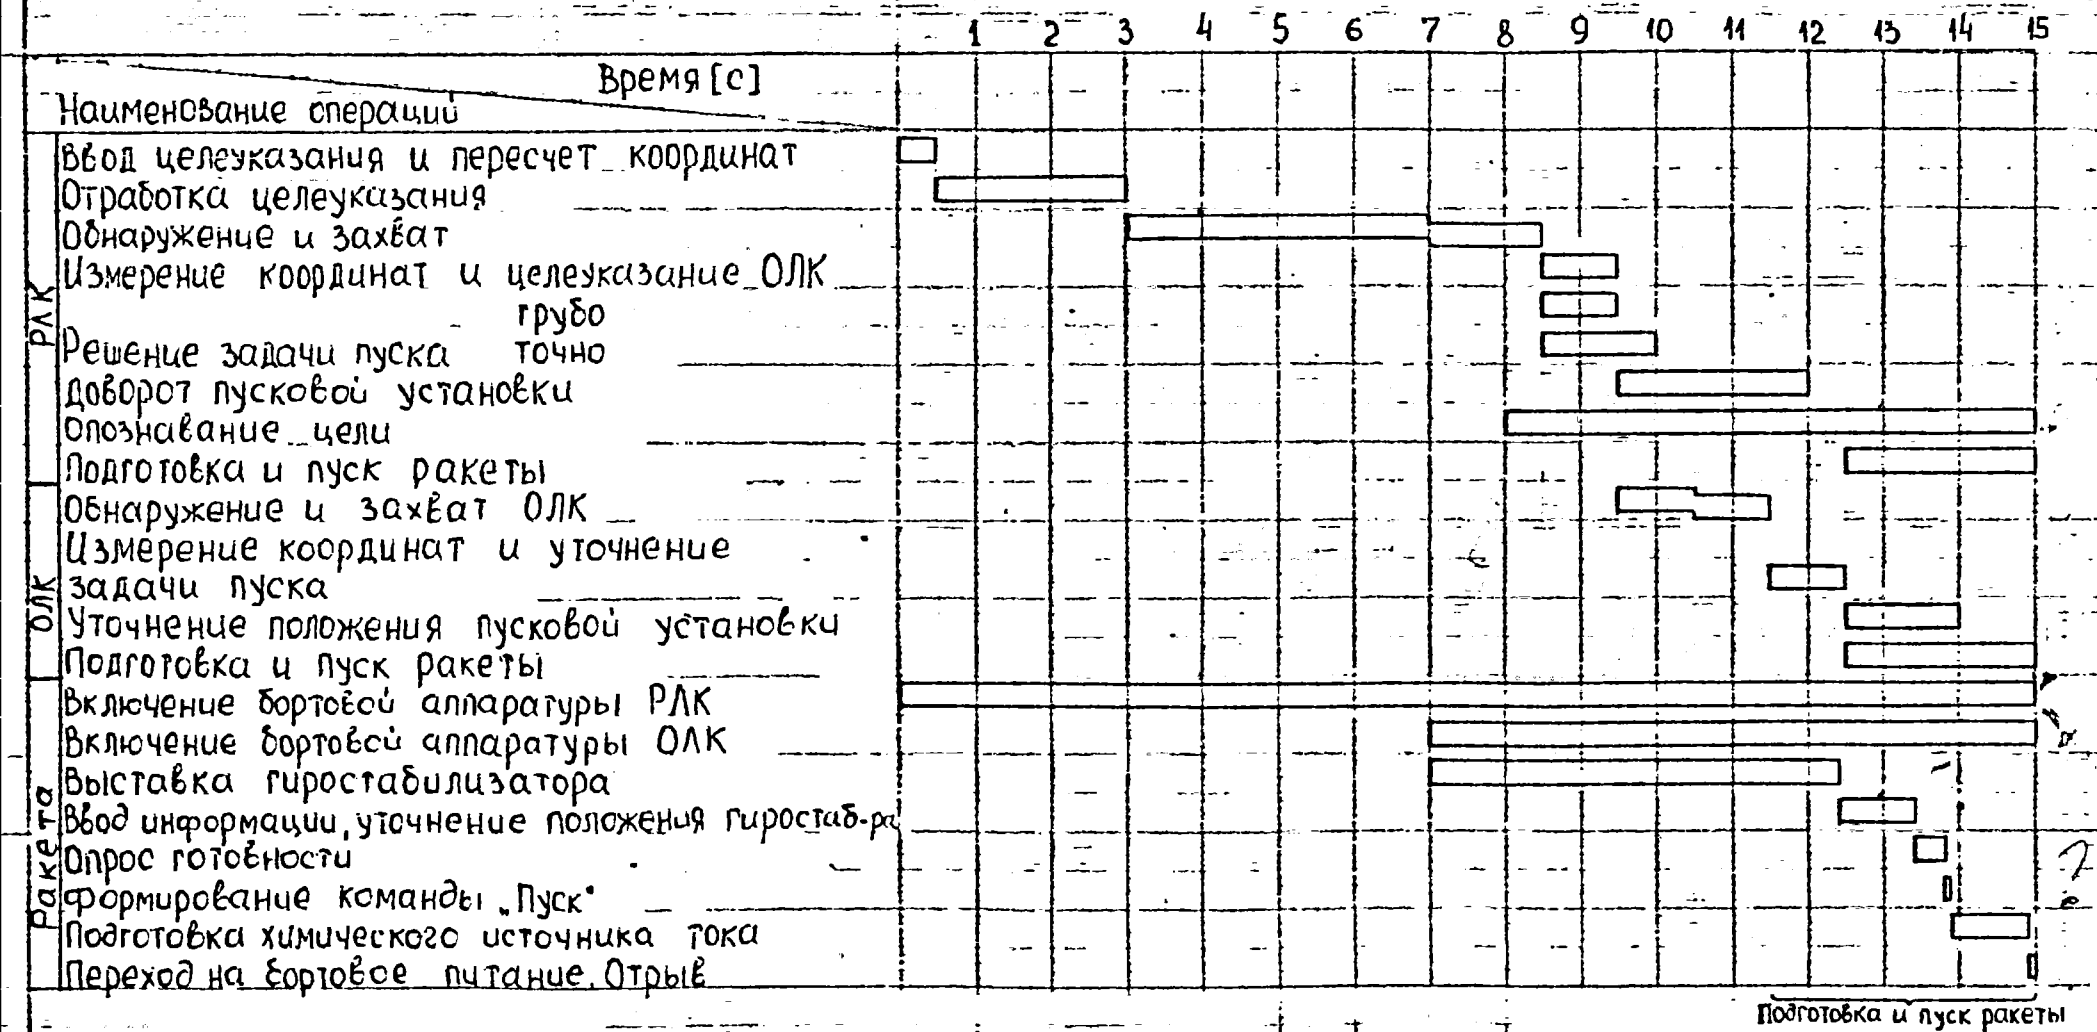 1 2 3 4 5 6 7 8 9 10 11 12 13 14 15
Время [с]
Наименование операций
РЛК
Ввод целеуказания и пересчет координат
Отработка целеуказания
Обнаружение и захват
Измерение координат и целеуказание ОЛК
грубо
Решение задачи пуска точно
Доворот пусковой установки
Опознавание цели
Подготовка и пуск ракеты
ОЛК
Обнаружение и захват ОЛК
Измерение координат и уточнение
задачи пуска
Уточнение положения пусковой установки
Подготовка и пуск ракеты
Ракета
Включение бортовой аппаратуры РЛК
Включение бортовой аппаратуры ОЛК
Выставка гиростабилизатора
Ввод информации, уточнение положения гиростаб-ра
Опрос готовности
Формирование команды „Пуск"
Подготовка химического источника тока
Переход на бортовое питание. Отрыв
Подготовка и пуск ракеты